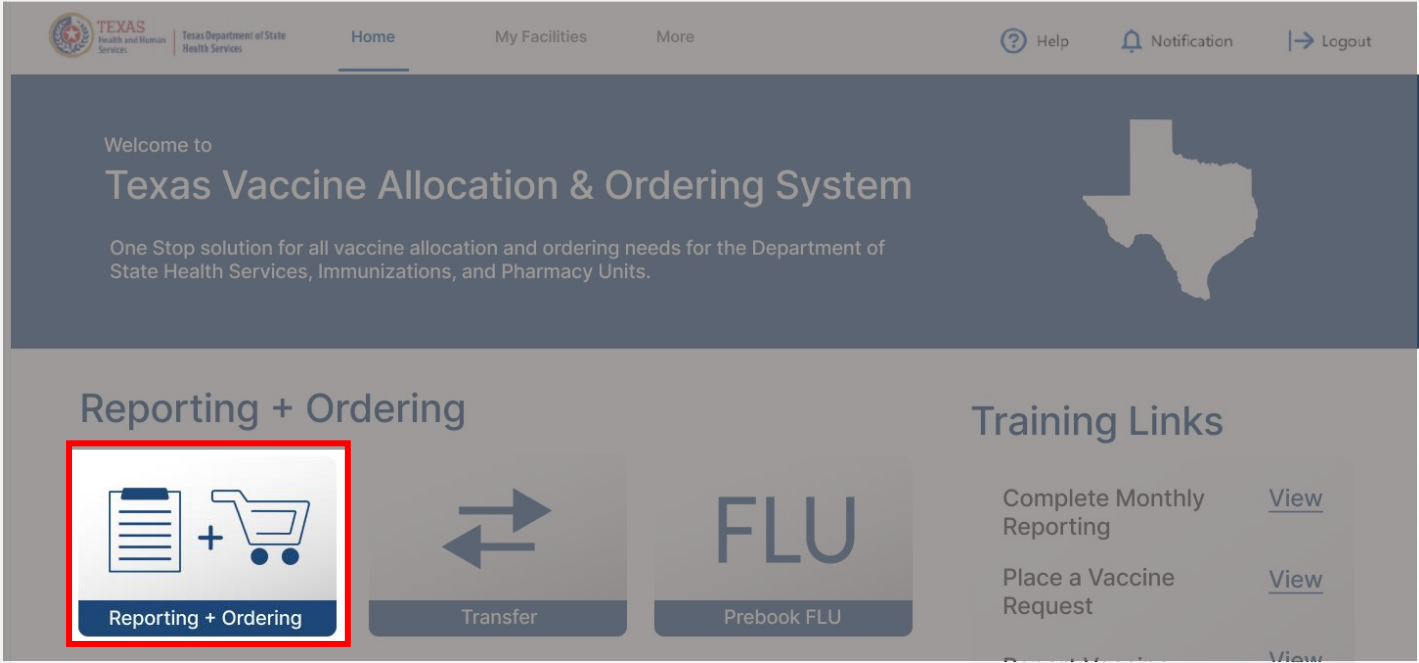 TEXAS
Health and Human
Services
Texas Department of State
Health Services
Home
My Facilities
More
Help
Notification
Logout
Welcome to
Texas Vaccine Allocation & Ordering System
One Stop solution for all vaccine allocation and ordering needs for the Department of
State Health Services, Immunizations, and Pharmacy Units.
Reporting + Ordering
Reporting + Ordering
Transfer
FLU
Prebook FLU
Training Links
Complete Monthly
Reporting
View
Place a Vaccine
Request
View
View